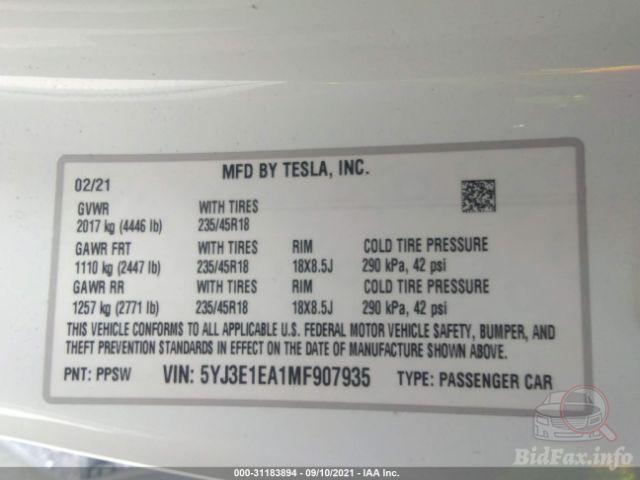 MFD BY TESLA, INC.
02/21
GVWR WITH TIRES
2017 kg (4446 lb) 235/45R18
GAWR FRT WITH TIRES RIM COLD TIRE PRESSURE
1110 kg (2447 lb) 235/45R18 18X8.5J 290 kPa, 42 psi
GAWR RR WITH TIRES RIM COLD TIRE PRESSURE
1257 kg (2771 lb) 235/45R18 18X8.5J 290 kPa, 42 psi
THIS VEHICLE CONFORMS TO ALL APPLICABLE U.S. FEDERAL MOTOR VEHICLE SAFETY, BUMPER, AND
THEFT PREVENTION STANDARDS IN EFFECT ON THE DATE OF MANUFACTURE SHOWN ABOVE.
PNT: PPSW VIN: 5YJ3E1EA1MF907935 TYPE: PASSENGER CAR
BidFax.info
000-31183894 - 09/10/2021 - IAA Inc.